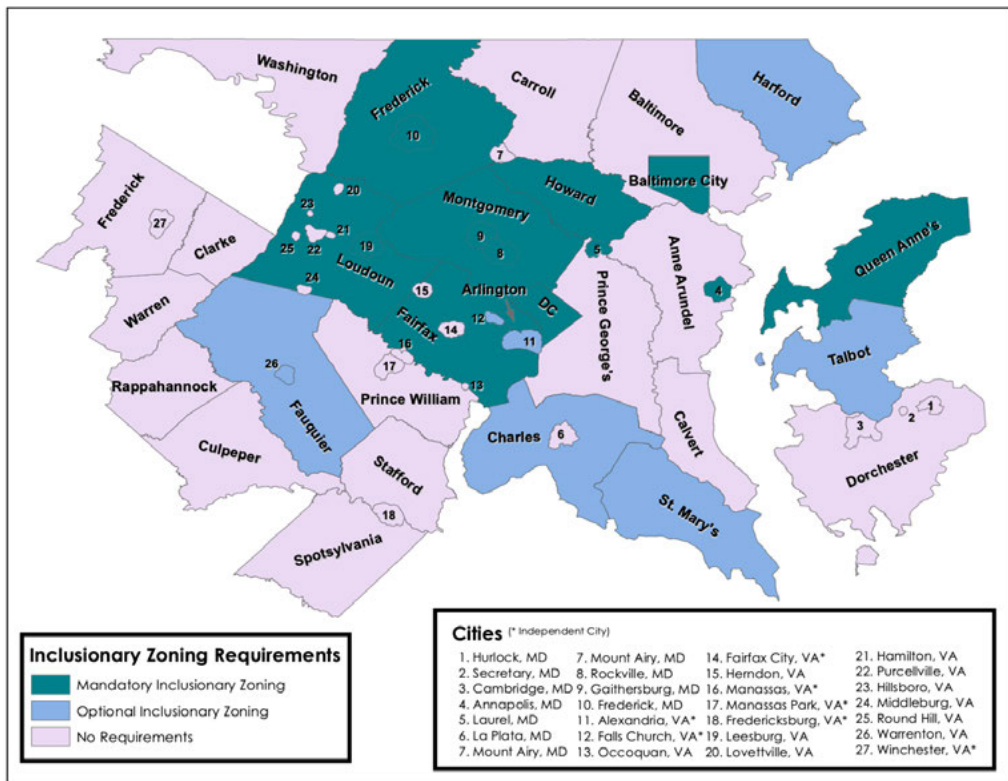 Washington
Frederick
Carroll
Baltimore
Harford
10
7
Howard
Baltimore City
Frederick
27
Clarke
20
23
21
25
22
19
24
Loudoun
Montgomery
9
8
5
15
Arlington
DC
Prince George's
Anne Arundel
4
Queen Anne's
Warren
Fairfax
14
12
11
16
17
13
Prince William
Talbot
Rappahannock
26
Fauquier
Culpeper
Stafford
Charles
6
Calvert
3
2
1
Dorchester
18
Spotsylvania
St. Mary's
Inclusionary Zoning Requirements
Mandatory Inclusionary Zoning
Optional Inclusionary Zoning
No Requirements
Cities (* Independent City)
1. Hurlock, MD
2. Secretary, MD
3. Cambridge, MD
4. Annapolis, MD
5. Laurel, MD
6. La Plata, MD
7. Mount Airy, MD
7. Mount Airy, MD
8. Rockville, MD
9. Gaithersburg, MD
10. Frederick, MD
11. Alexandria, VA*
12. Falls Church, VA*
13. Occoquan, VA
14. Fairfax City, VA*
15. Herndon, VA
16. Manassas, VA*
17. Manassas Park, VA*
18. Fredericksburg, VA*
19. Leesburg, VA
20. Lovettville, VA
21. Hamilton, VA
22. Purcellville, VA
23. Hillsboro, VA
24. Middleburg, VA
25. Round Hill, VA
26. Warrenton, VA
27. Winchester, VA*